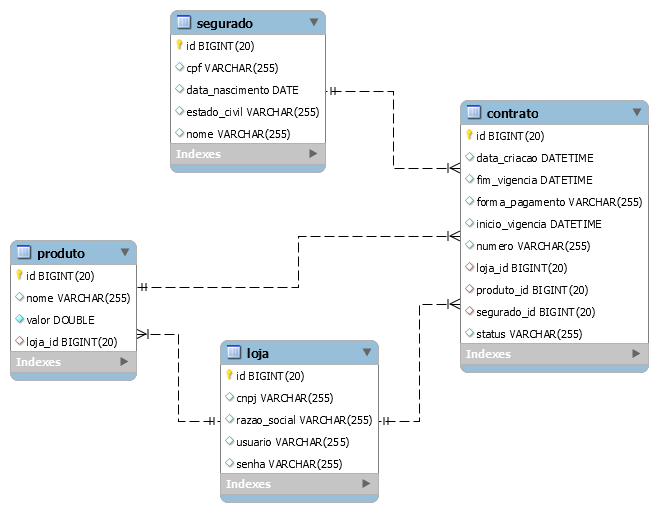 segurado
id BIGINT(20)
cpf VARCHAR(255)
data_nascimento DATE
estado_civil VARCHAR(255)
nome VARCHAR(255)
Indexes
contrato
id BIGINT(20)
data_criacao DATETIME
fim_vigencia DATETIME
forma_pagamento VARCHAR(255)
inicio_vigencia DATETIME
numero VARCHAR(255)
loja_id BIGINT(20)
produto_id BIGINT(20)
segurado_id BIGINT(20)
status VARCHAR(255)
Indexes
produto
id BIGINT(20)
nome VARCHAR(255)
valor DOUBLE
loja_id BIGINT(20)
Indexes
loja
id BIGINT(20)
cnpj VARCHAR(255)
razao_social VARCHAR(255)
usuario VARCHAR(255)
senha VARCHAR(255)
Indexes